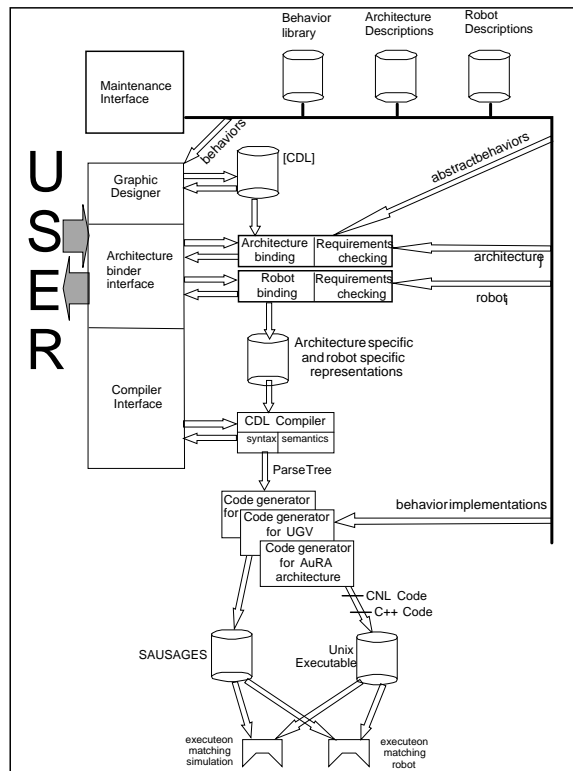 Behavior
library
Architecture
Descriptions
Robot
Descriptions
Maintenance
Interface
behaviors
abstractbehaviors
USER
Graphic
Designer
[CDL]
Architecture
binder
interface
Architecture
binding
Requirements
checking
architecture
Robot
binding
Requirements
checking
robot
Architecture specific
and robot specific
representations
Compiler
Interface
CDL Compiler
syntax
semantics
ParseTree
Code generator
for
Code generator
for UGV
Code generator
for AuRA
architecture
behavior implementations
CNL Code
C++ Code
SAUSAGES
Unix
Executable
executeon
matching
simulation
executeon
matching
robot